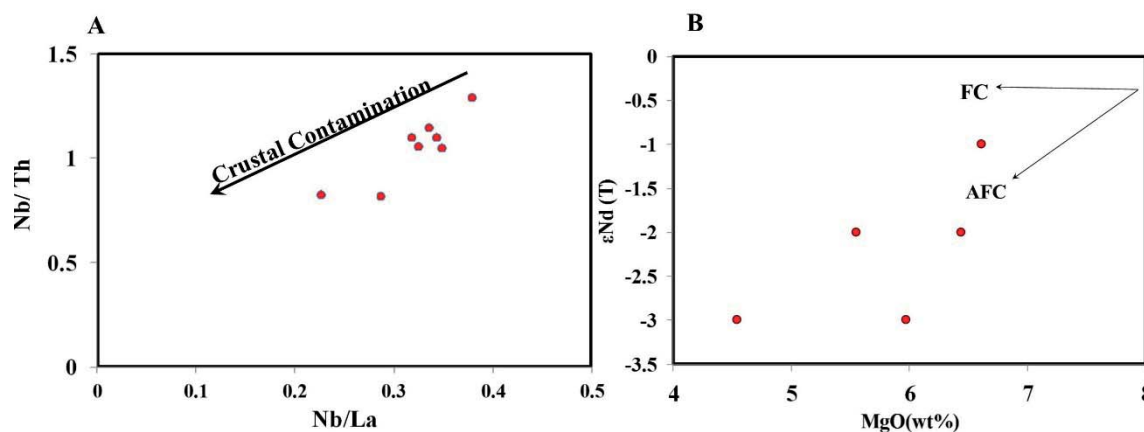 A
1.5
1
0.5
0
Nb/ Th
Crustal Contamination
0
0.1
0.2
0.3
0.4
0.5
Nb/La
B
0
-0.5
-1
-1.5
-2
-2.5
-3
-3.5
εNd (T)
FC
AFC
4
5
6
7
8
MgO(wt%)